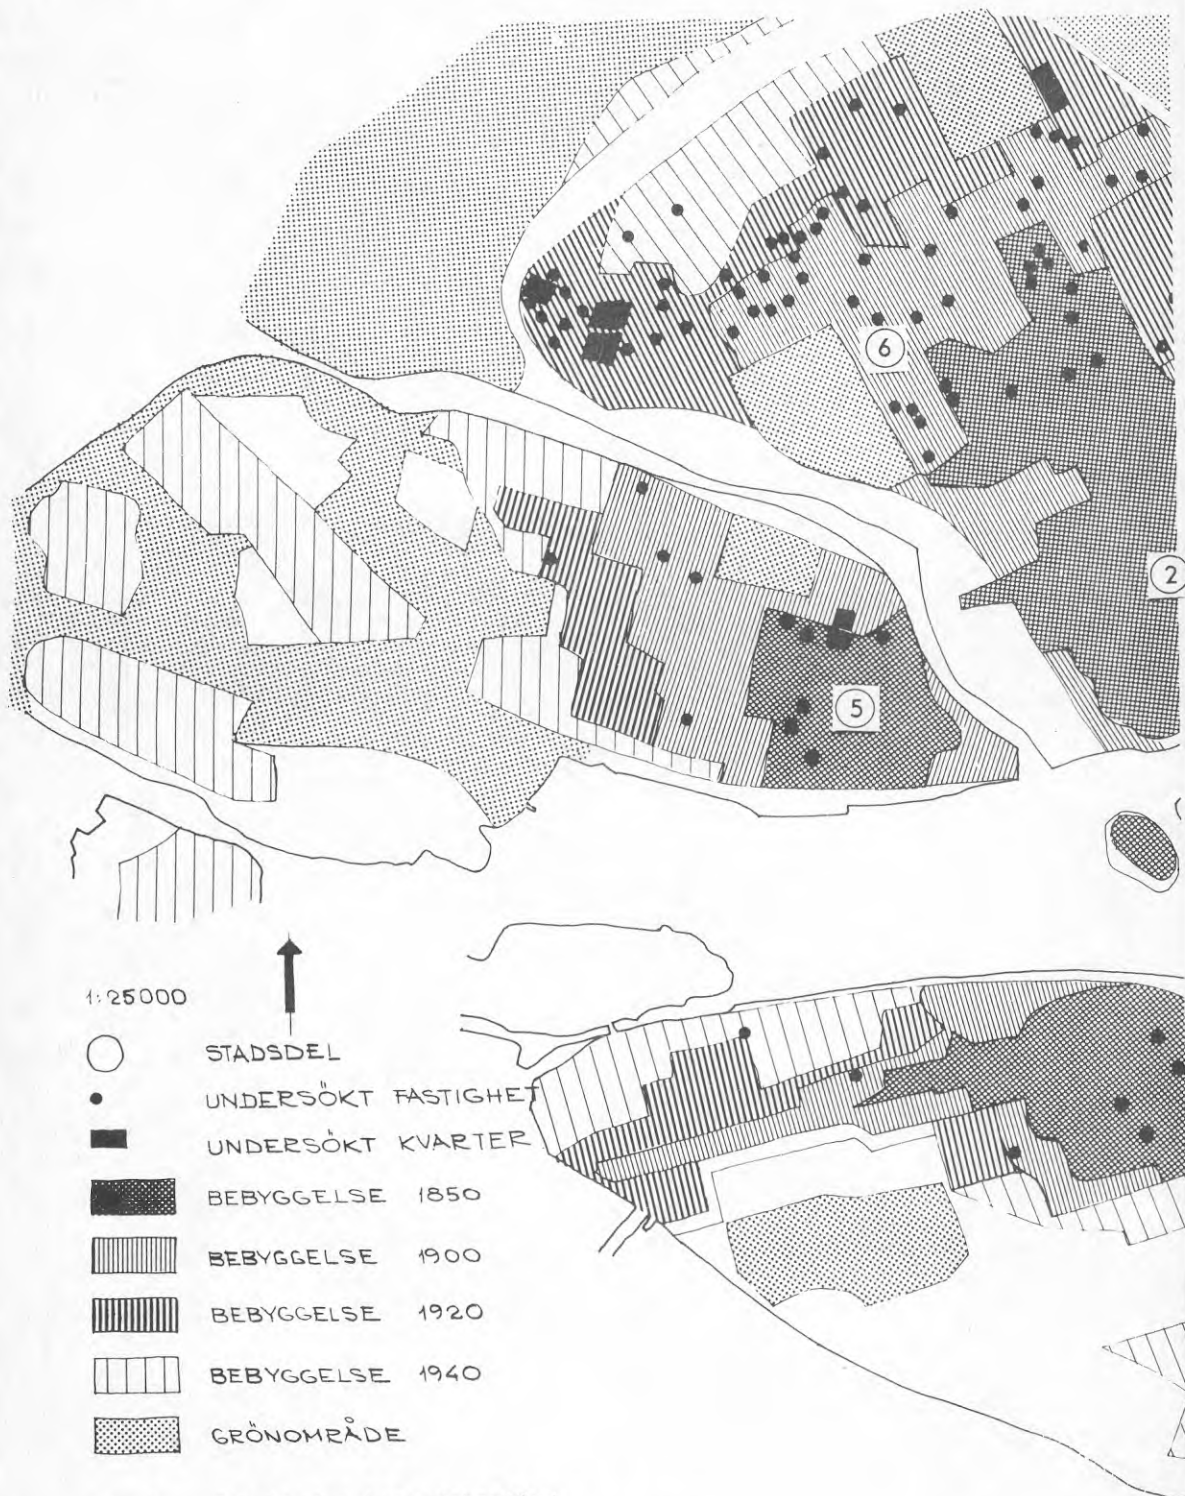 6
2
5
1:25000
STADSDEL
UNDERSÖKT FASTIGHET
UNDERSÖKT KVARTER
BEBYGGELSE 1850
BEBYGGELSE 1900
BEBYGGELSE 1920
BEBYGGELSE 1940
GRÖNOMRÅDE